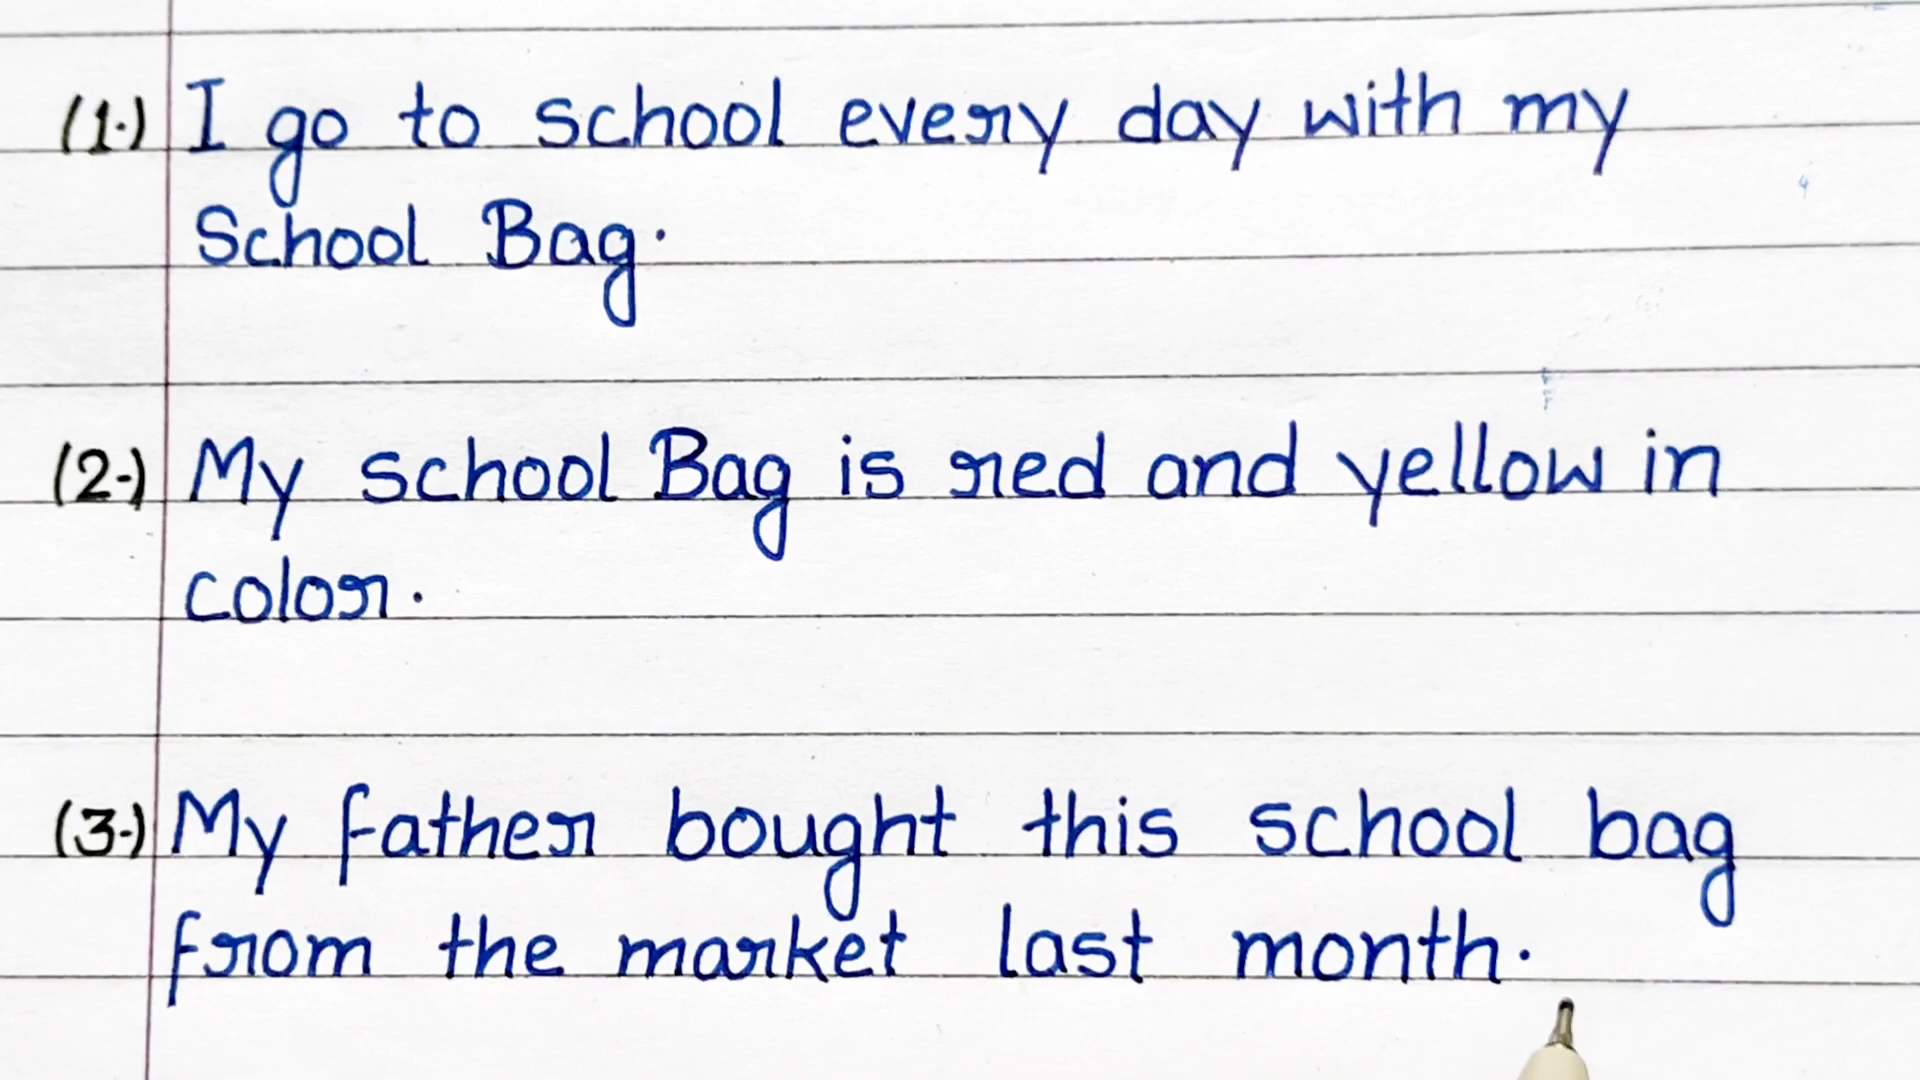 (1.) I go to school every day with my
School Bag.
(2.) My school Bag is red and yellow in
color.
(3.) My father bought this school bag
from the market last month.